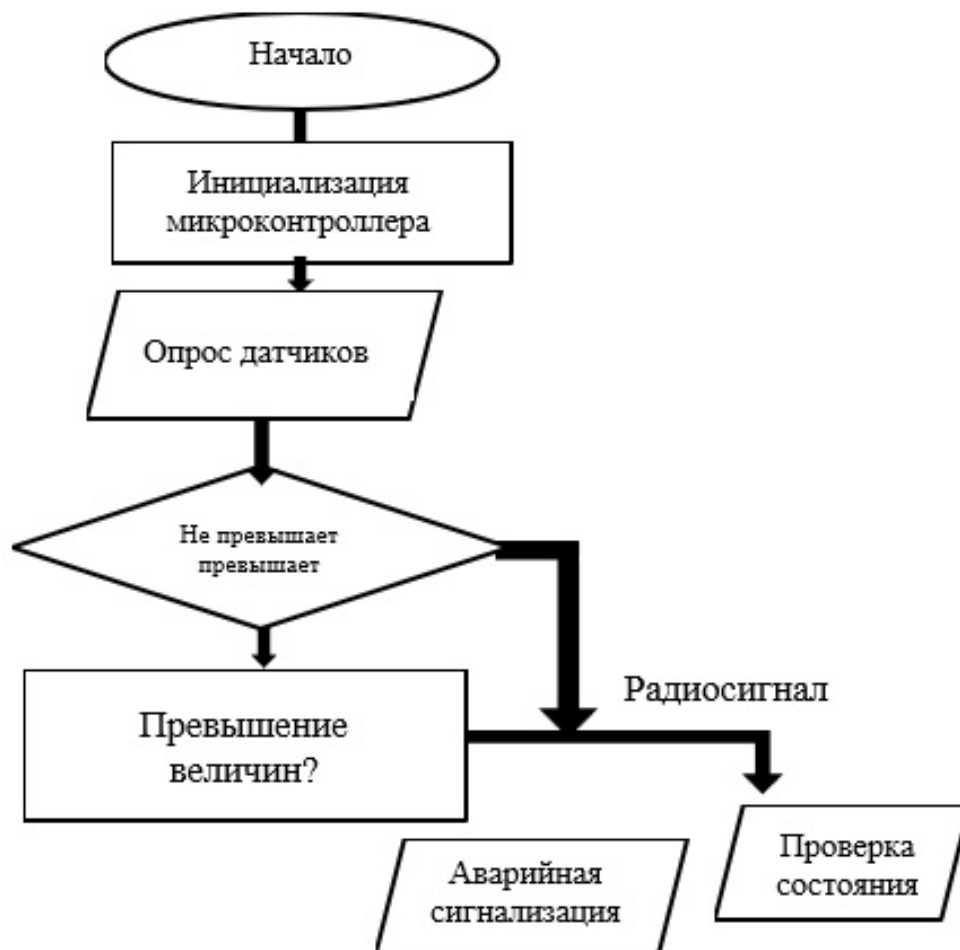 Начало
Инициализация
микроконтроллера
Опрос датчиков
Не превышает
превышает
Превышение
величин?
Радиосигнал
Аварийная
сигнализация
Проверка
состояния